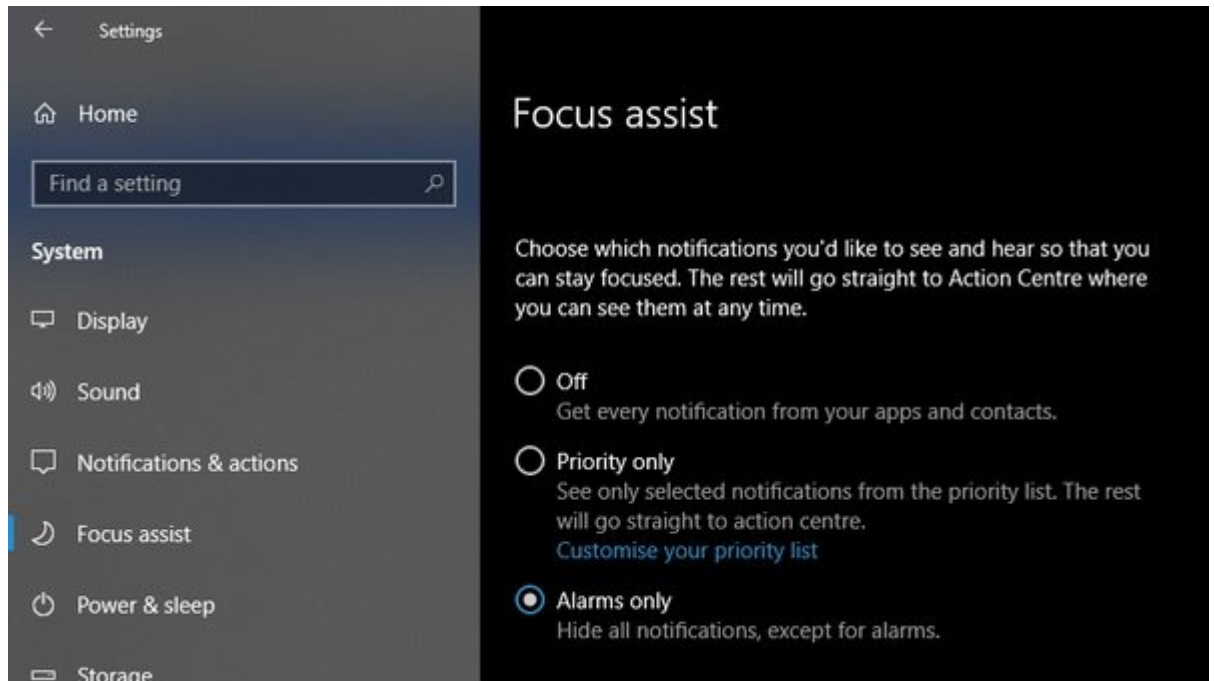 Settings
Home
Find a setting
System
Display
Sound
Notifications & actions
Focus assist
Power & sleep
Storage
Focus assist
Choose which notifications you'd like to see and hear so that you
can stay focused. The rest will go straight to Action Centre where
you can see them at any time.
Off
Get every notification from your apps and contacts.
Priority only
See only selected notifications from the priority list. The rest
will go straight to action centre.
Customise your priority list
Alarms only
Hide all notifications, except for alarms.